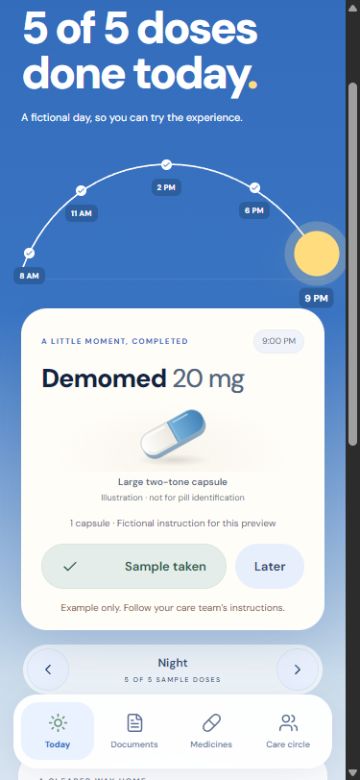 5 of 5 doses
done today.
A fictional day, so you can try the experience.
2 PM
11 AM
6 PM
8 AM
9 PM
A LITTLE MOMENT, COMPLETED
9:00 PM
Demomed 20 mg
Large two-tone capsule
Illustration · not for pill identification
1 capsule · Fictional instruction for this preview
Sample taken
Later
Example only. Follow your care team's instructions.
Night
5 OF 5 SAMPLE DOSES
Today
Documents
Medicines
Care circle